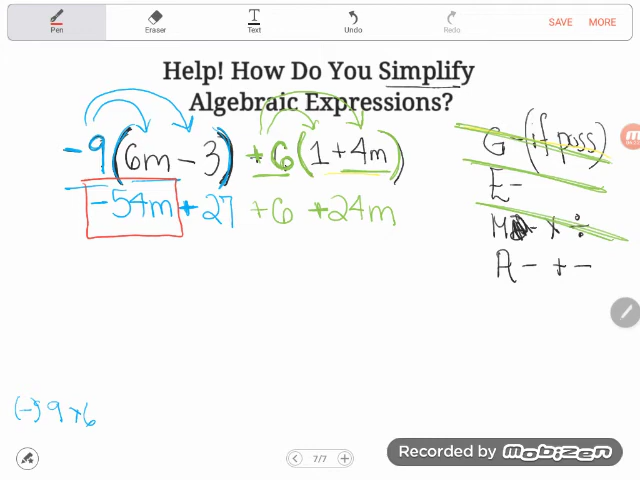 Pen
Eraser
Text
Undo
Redo
SAVE
MORE
Help! How Do You Simplify
Algebraic Expressions?
-9(6m - 3) + 6(1 + 4m)
-54m + 27 + 6 + 24m
G - (if poss)
E -
M - x ÷
A - + -
(-) 9 x 6
7/7
Recorded by mobizen